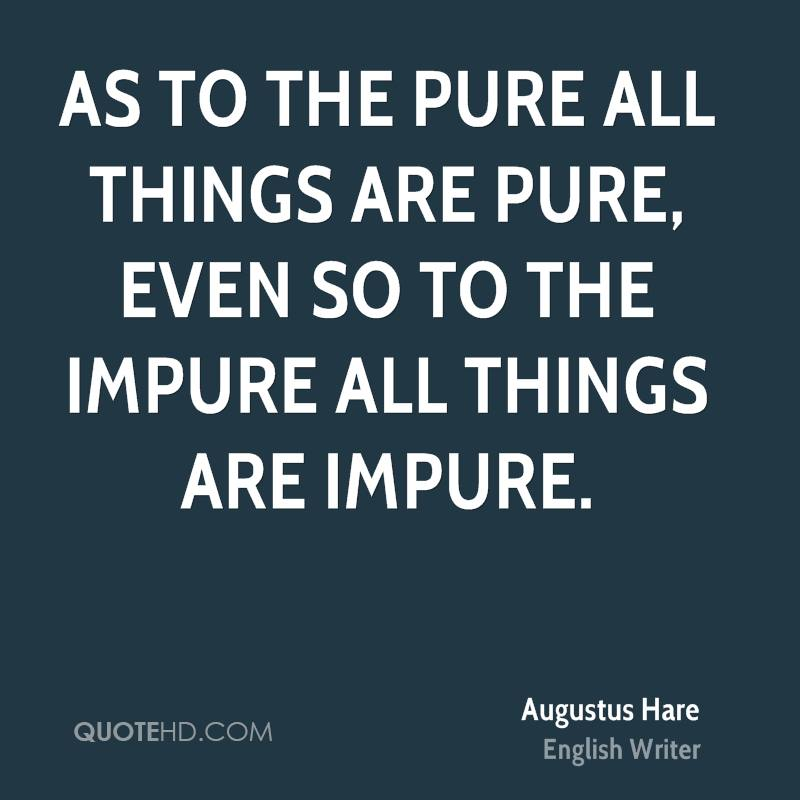 AS TO THE PURE ALL
THINGS ARE PURE,
EVEN SO TO THE
IMPURE ALL THINGS
ARE IMPURE.
Augustus Hare
QUOTEHD.COM
English Writer